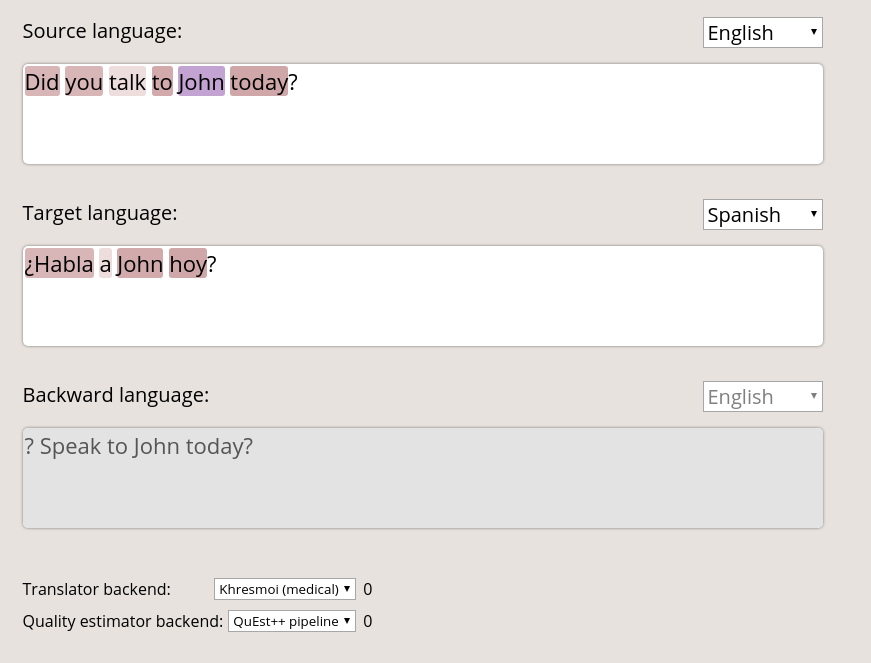 Source language:
English
Did you talk to John today?
Target language:
Spanish
¿Habla a John hoy?
Backward language:
English
? Speak to John today?
Translator backend: Khresmoi (medical) 0
Quality estimator backend: QuEst++ pipeline 0